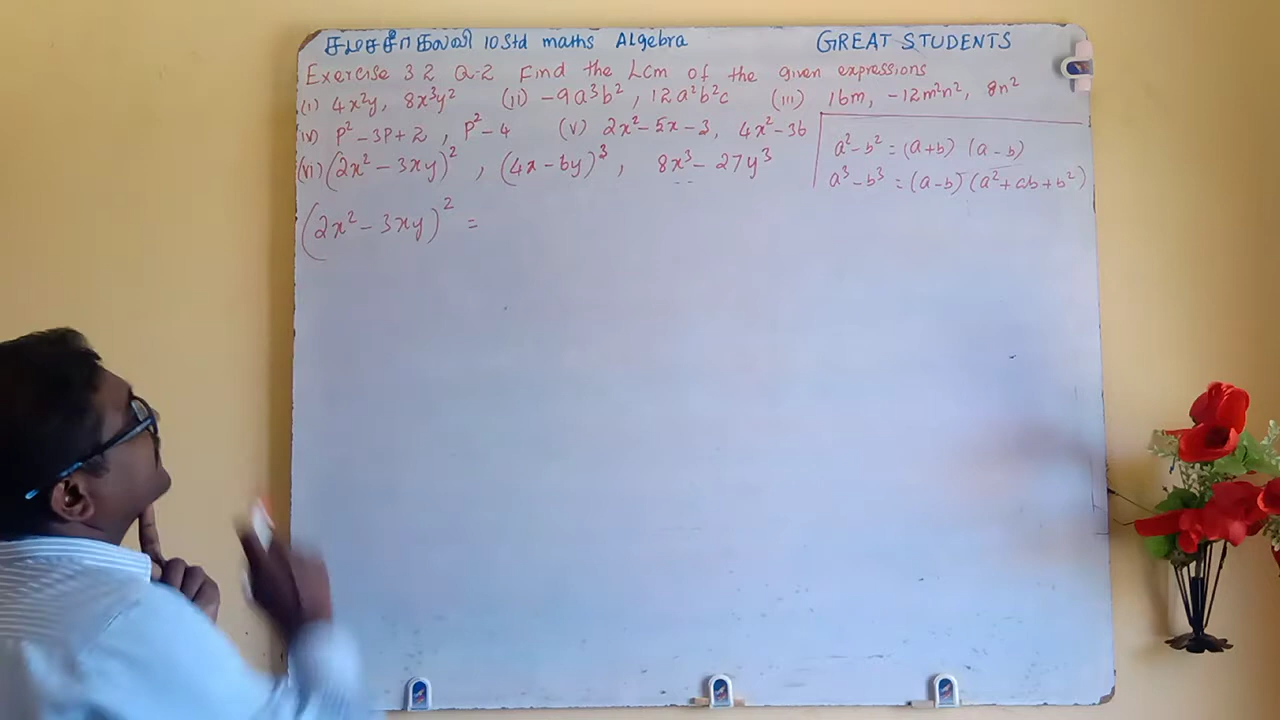 சமச்சீர் கல்வி 10 Std maths Algebra GREAT STUDENTS
Exercise 3.2 Q-2 Find the LCM of the given expressions
(i) 4x²y, 8x³y² (ii) -9a³b², 12a²b²c (iii) 16m, -12m²n², 8n²
iv) P² - 3P + 2, P² - 4 (v) 2x² - 5x - 3, 4x² - 36
(vi) (2x² - 3xy)², (4x - 6y)³, 8x³ - 27y³
a² - b² = (a+b) (a-b)
a³ - b³ = (a-b) (a² + ab + b²)
(2x² - 3xy)² =